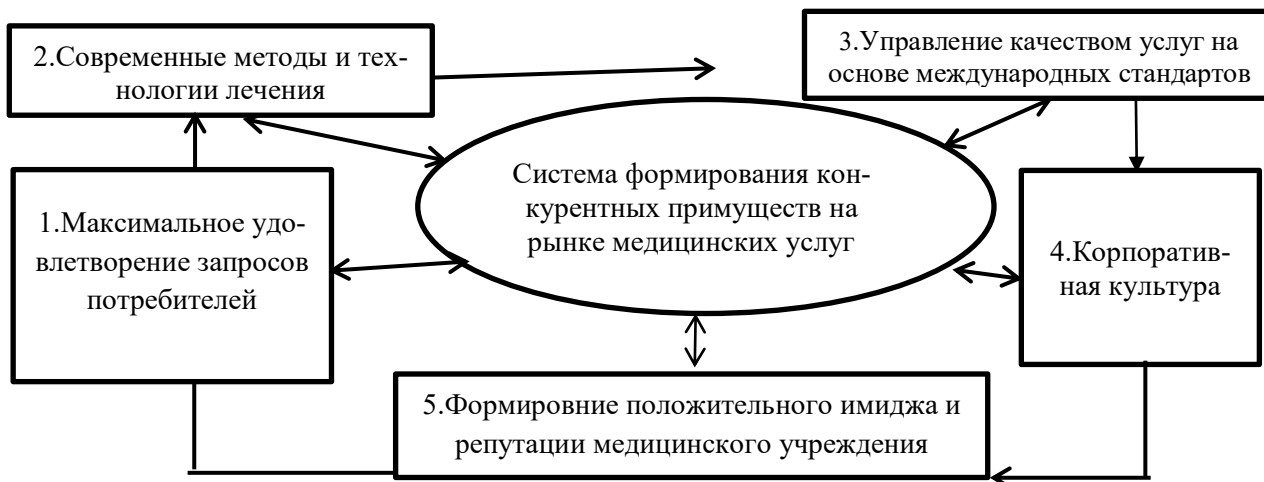 2.Современные методы и тех-
нологии лечения
3.Управление качеством услуг на
основе международных стандартов
Система формирования кон-
курентных примуществ на
рынке медицинских услуг
1.Максимальное удо-
влетворение запросов
потребителей
4.Корпоратив-
ная культура
5.Формировние положительного имиджа и
репутации медицинского учреждения